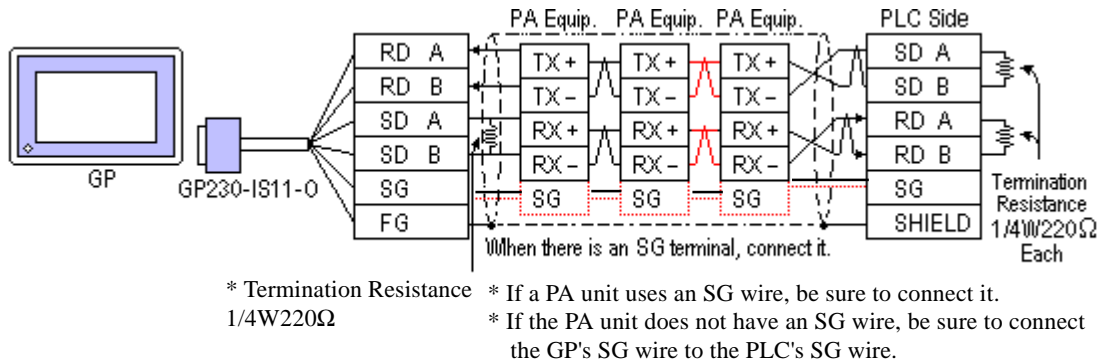 PA Equip. PA Equip. PA Equip. PLC Side
RD A TX+ TX+ TX+ SD A
RD B TX- TX- TX- SD B
SD A RX+ RX+ RX+ RD A
SD B RX- RX- RX- RD B
SG SG SG SG SG
FG SHIELD
GP
GP230-IS11-O
Termination
Resistance
1/4W220Ω
Each
When there is an SG terminal, connect it.
* Termination Resistance
1/4W220Ω
* If a PA unit uses an SG wire, be sure to connect it.
* If the PA unit does not have an SG wire, be sure to connect
the GP's SG wire to the PLC's SG wire.